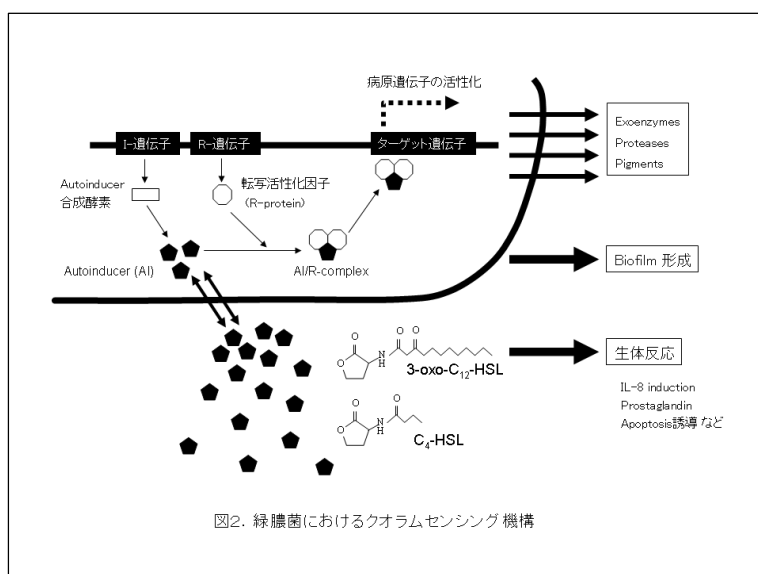 病原遺伝子の活性化
I-遺伝子
R-遺伝子
ターゲット遺伝子
Exoenzymes
Proteases
Pigments
Autoinducer
合成酵素
転写活性化因子
(R-protein)
Autoinducer (AI)
AI/R-complex
Biofilm 形成
O
O
O
O
N
H
3-oxo-C12-HSL
生体反応
IL-8 induction
Prostaglandin
Apoptosis誘導 など
O
O
O
N
H
C4-HSL
図2. 緑膿菌におけるクオラムセンシング機構